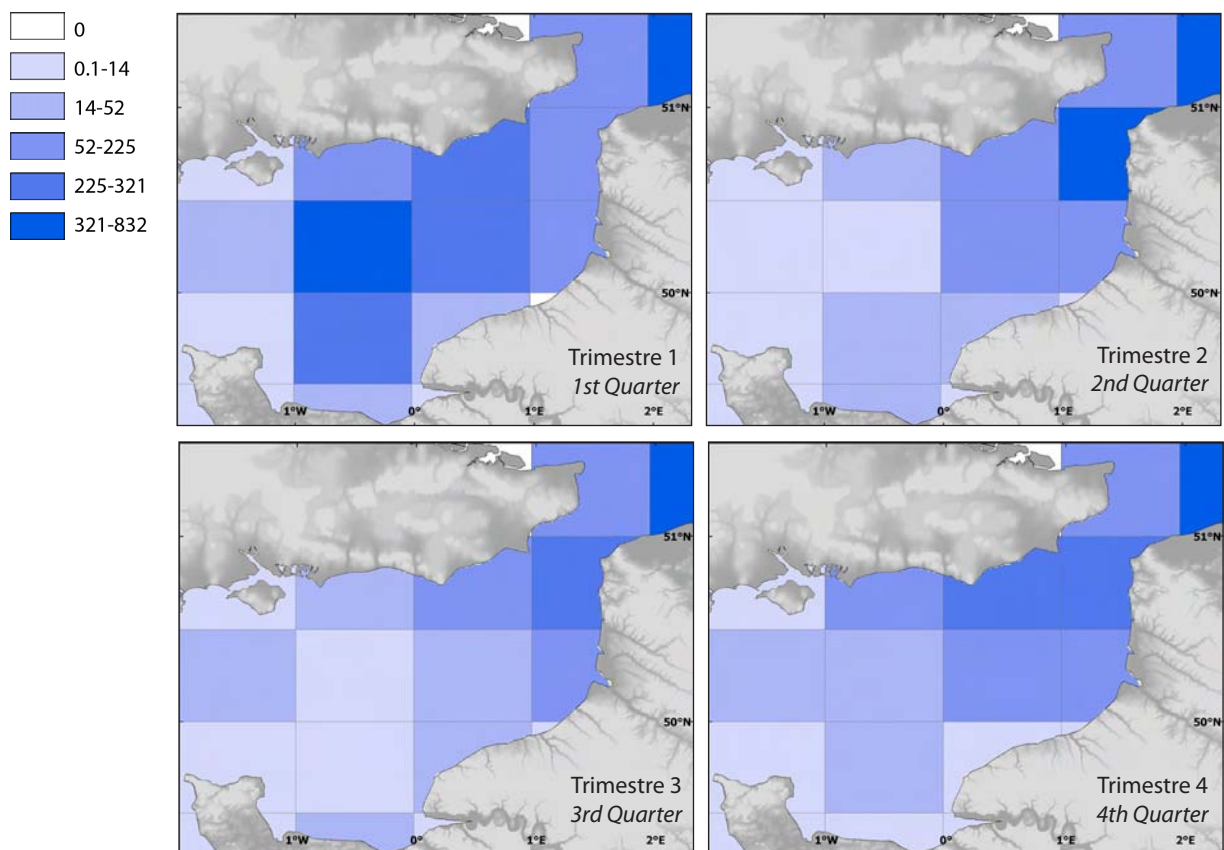 0
0.1-14
14-52
52-225
225-321
321-832
51°N
50°N
Trimestre 1
1st Quarter
1°W
0°
1°E
2°E
51°N
50°N
Trimestre 2
2nd Quarter
1°W
0°
1°E
2°E
51°N
50°N
Trimestre 3
3rd Quarter
1°W
0°
1°E
2°E
51°N
50°N
Trimestre 4
4th Quarter
1°W
0°
1°E
2°E